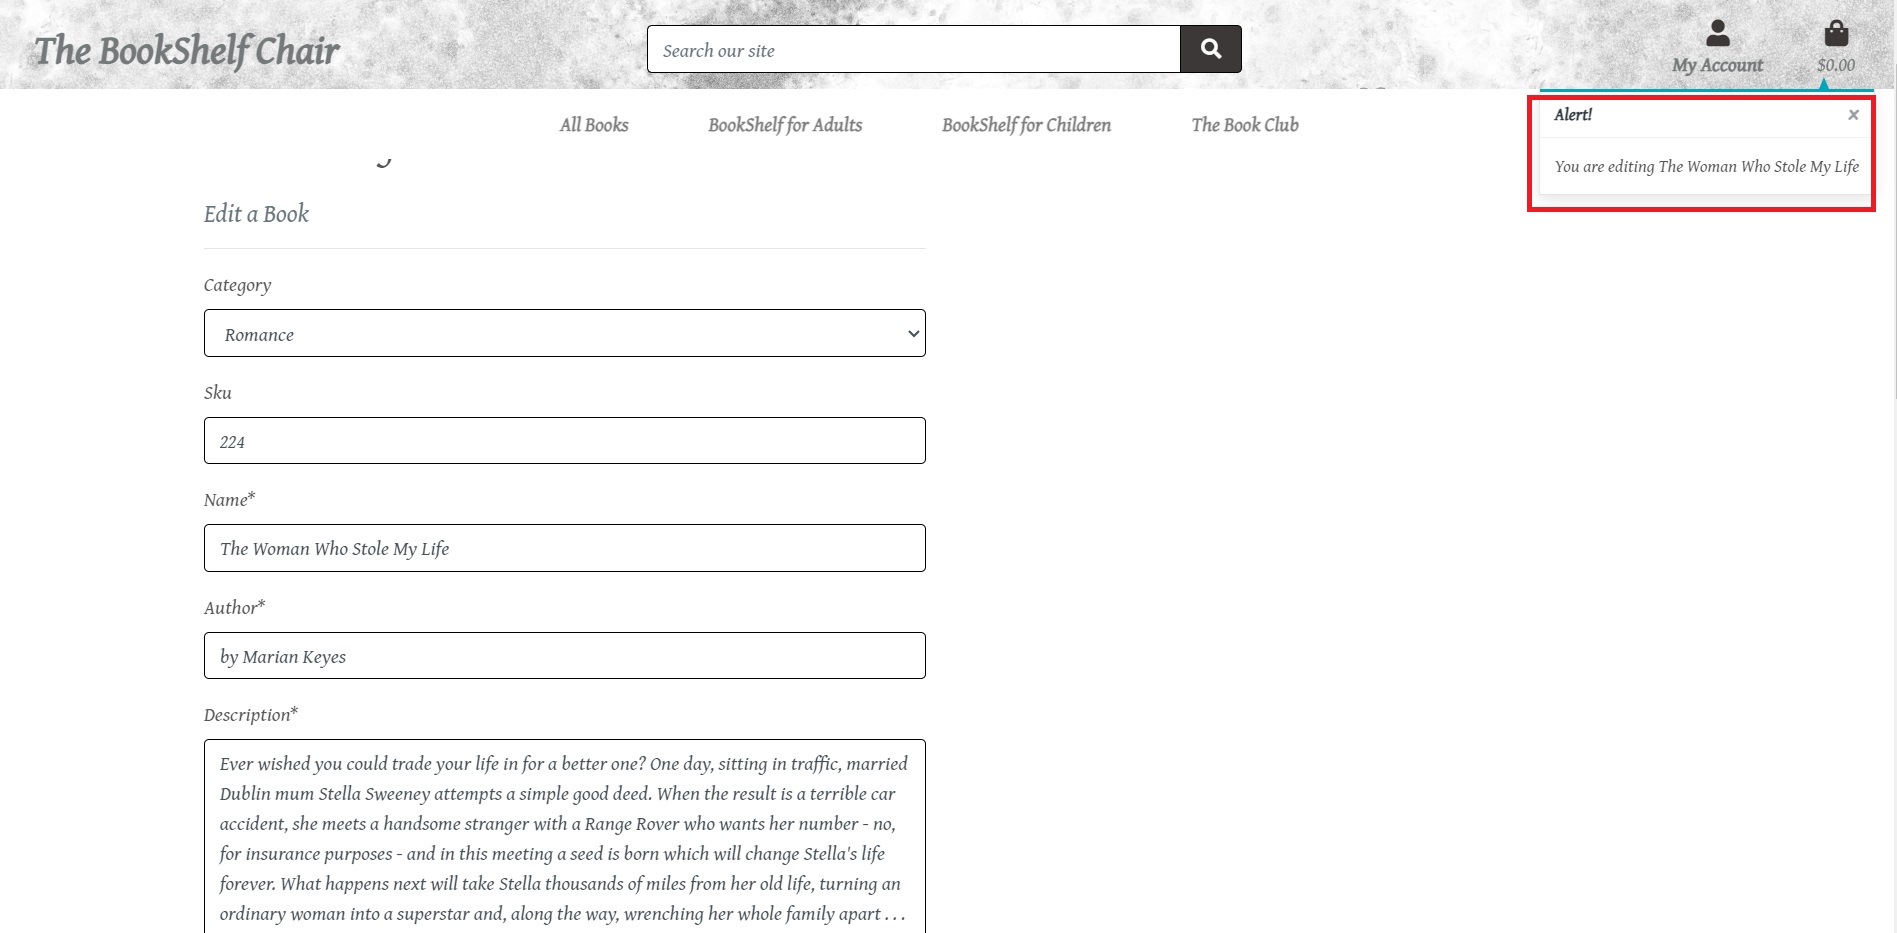 The BookShelf Chair
Search our site
My Account
$0.00
All Books
BookShelf for Adults
BookShelf for Children
The Book Club
Alert!
×
You are editing The Woman Who Stole My Life
Edit a Book
Category
Romance
Sku
224
Name*
The Woman Who Stole My Life
Author*
by Marian Keyes
Description*
Ever wished you could trade your life in for a better one? One day, sitting in traffic, married
Dublin mum Stella Sweeney attempts a simple good deed. When the result is a terrible car
accident, she meets a handsome stranger with a Range Rover who wants her number - no,
for insurance purposes - and in this meeting a seed is born which will change Stella's life
forever. What happens next will take Stella thousands of miles from her old life, turning an
ordinary woman into a superstar and, along the way, wrenching her whole family apart . . .